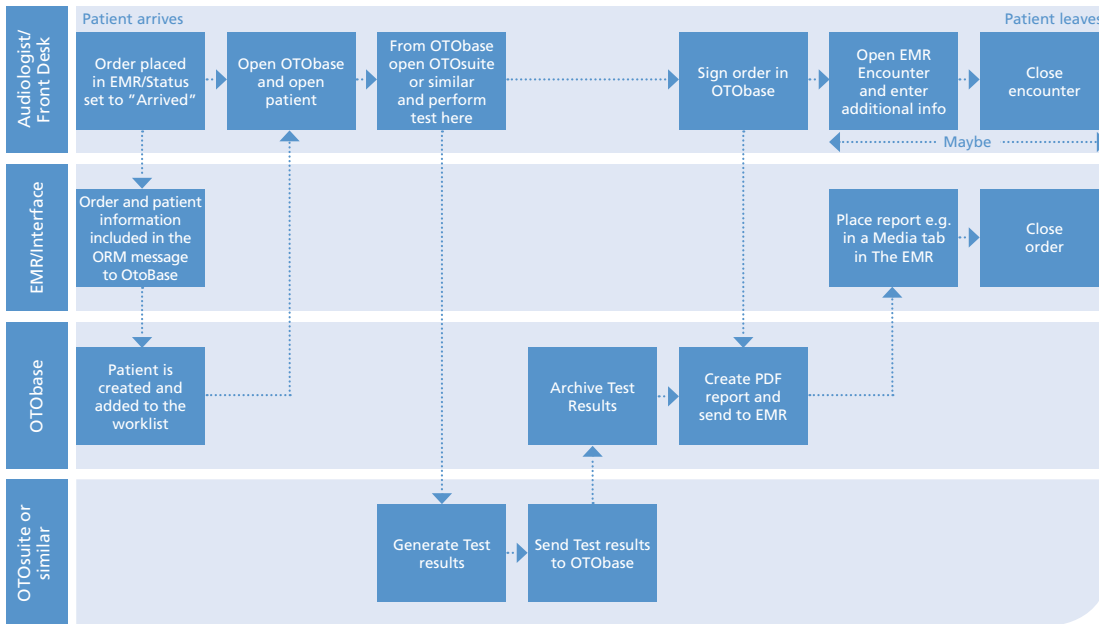 Audiologist/
Front Desk
Patient arrives
Patient leaves
Order placed
in EMR/Status
set to “Arrived”
Open OTObase
and open
patient
From OTObase
open OTOsuite
or similar
and perform
test here
Sign order in
OTObase
Open EMR
Encounter
and enter
additional info
Close
encounter
Maybe
EMR/Interface
Order and patient
information
included in the
ORM message
to OtoBase
Place report e.g.
in a Media tab
in The EMR
Close
order
OTObase
Patient is
created and
added to the
worklist
Archive Test
Results
Create PDF
report and
send to EMR
OTOsuite or
similar
Generate Test
results
Send Test results
to OTObase